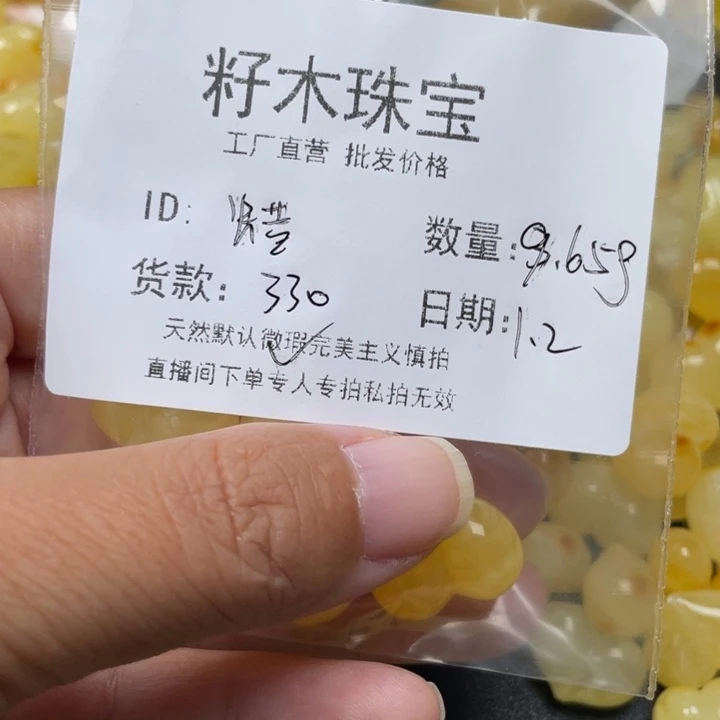 籽木珠宝
工厂直营 批发价格
ID: 数量:
货款: 330 日期: 1.2
天然默认微瑕完美主义慎拍
直播间下单专人专拍私拍无效